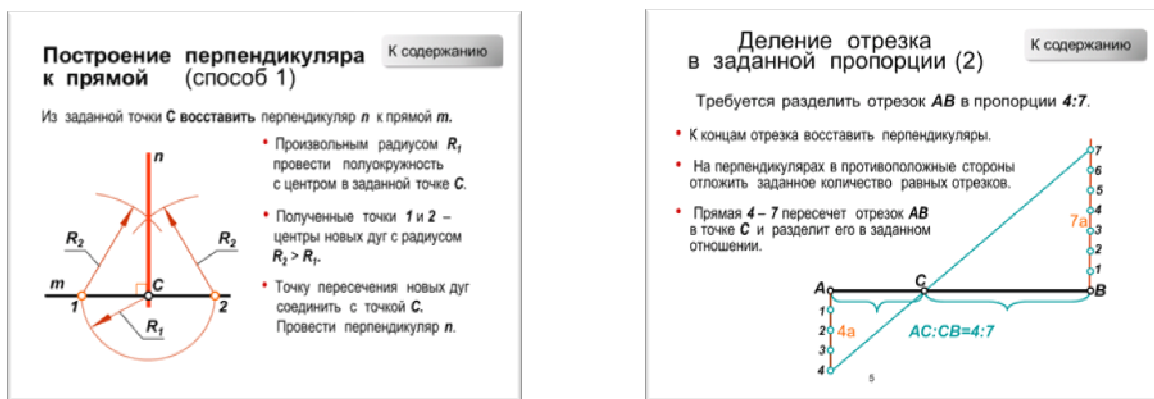 Построение перпендикуляра
к прямой (способ 1)
К содержанию
Из заданной точки С восставить перпендикуляр n к прямой m.
• Произвольным радиусом R1
провести полуокружность
с центром в заданной точке С.
• Полученные точки 1 и 2 –
центры новых дуг с радиусом
R2 > R1.
• Точку пересечения новых дуг
соединить с точкой С.
Провести перпендикуляр n.
n
R2
R2
m
C
1
2
R1
Деление отрезка
в заданной пропорции (2)
К содержанию
Требуется разделить отрезок АВ в пропорции 4:7.
• К концам отрезка восставить перпендикуляры.
• На перпендикулярах в противоположные стороны
отложить заданное количество равных отрезков.
• Прямая 4 – 7 пересечет отрезок АВ
в точке С и разделит его в заданном
отношении.
7
6
5
4
7а
3
2
1
A
C
B
1
2
4а
3
4
AC:CB=4:7
5